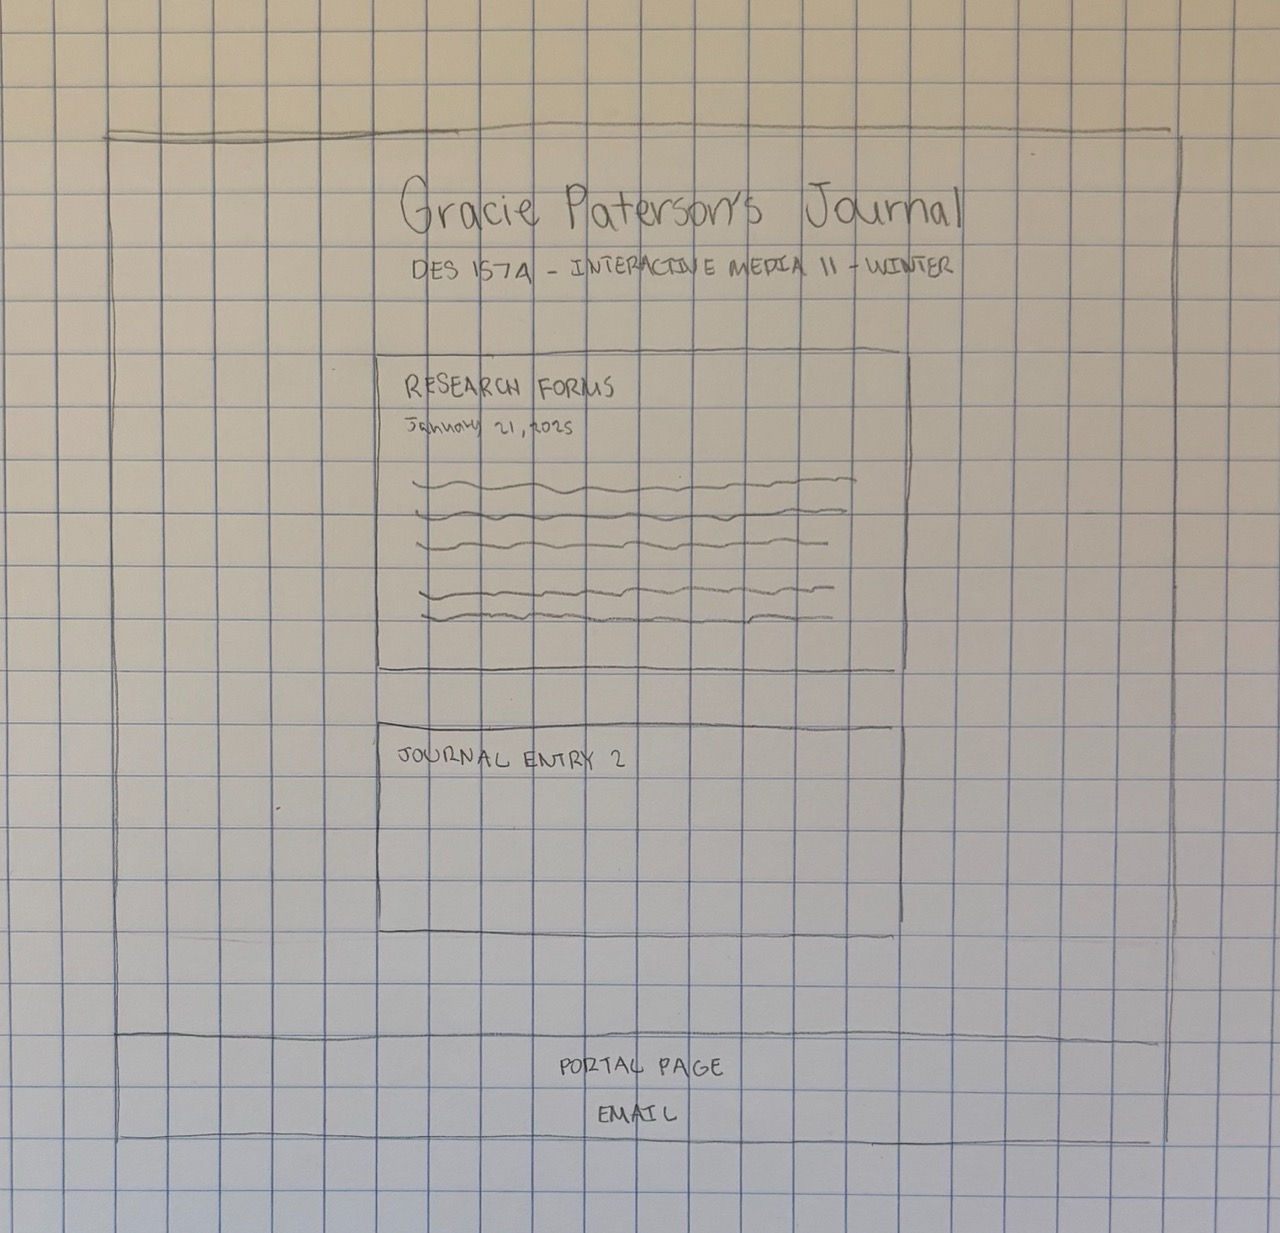 Gracie Paterson's Journal
DES 157A - INTERACTIVE MEDIA II - WINTER
RESEARCH FORMS
January 21, 2025
JOURNAL ENTRY 2
PORTAL PAGE
EMAIL